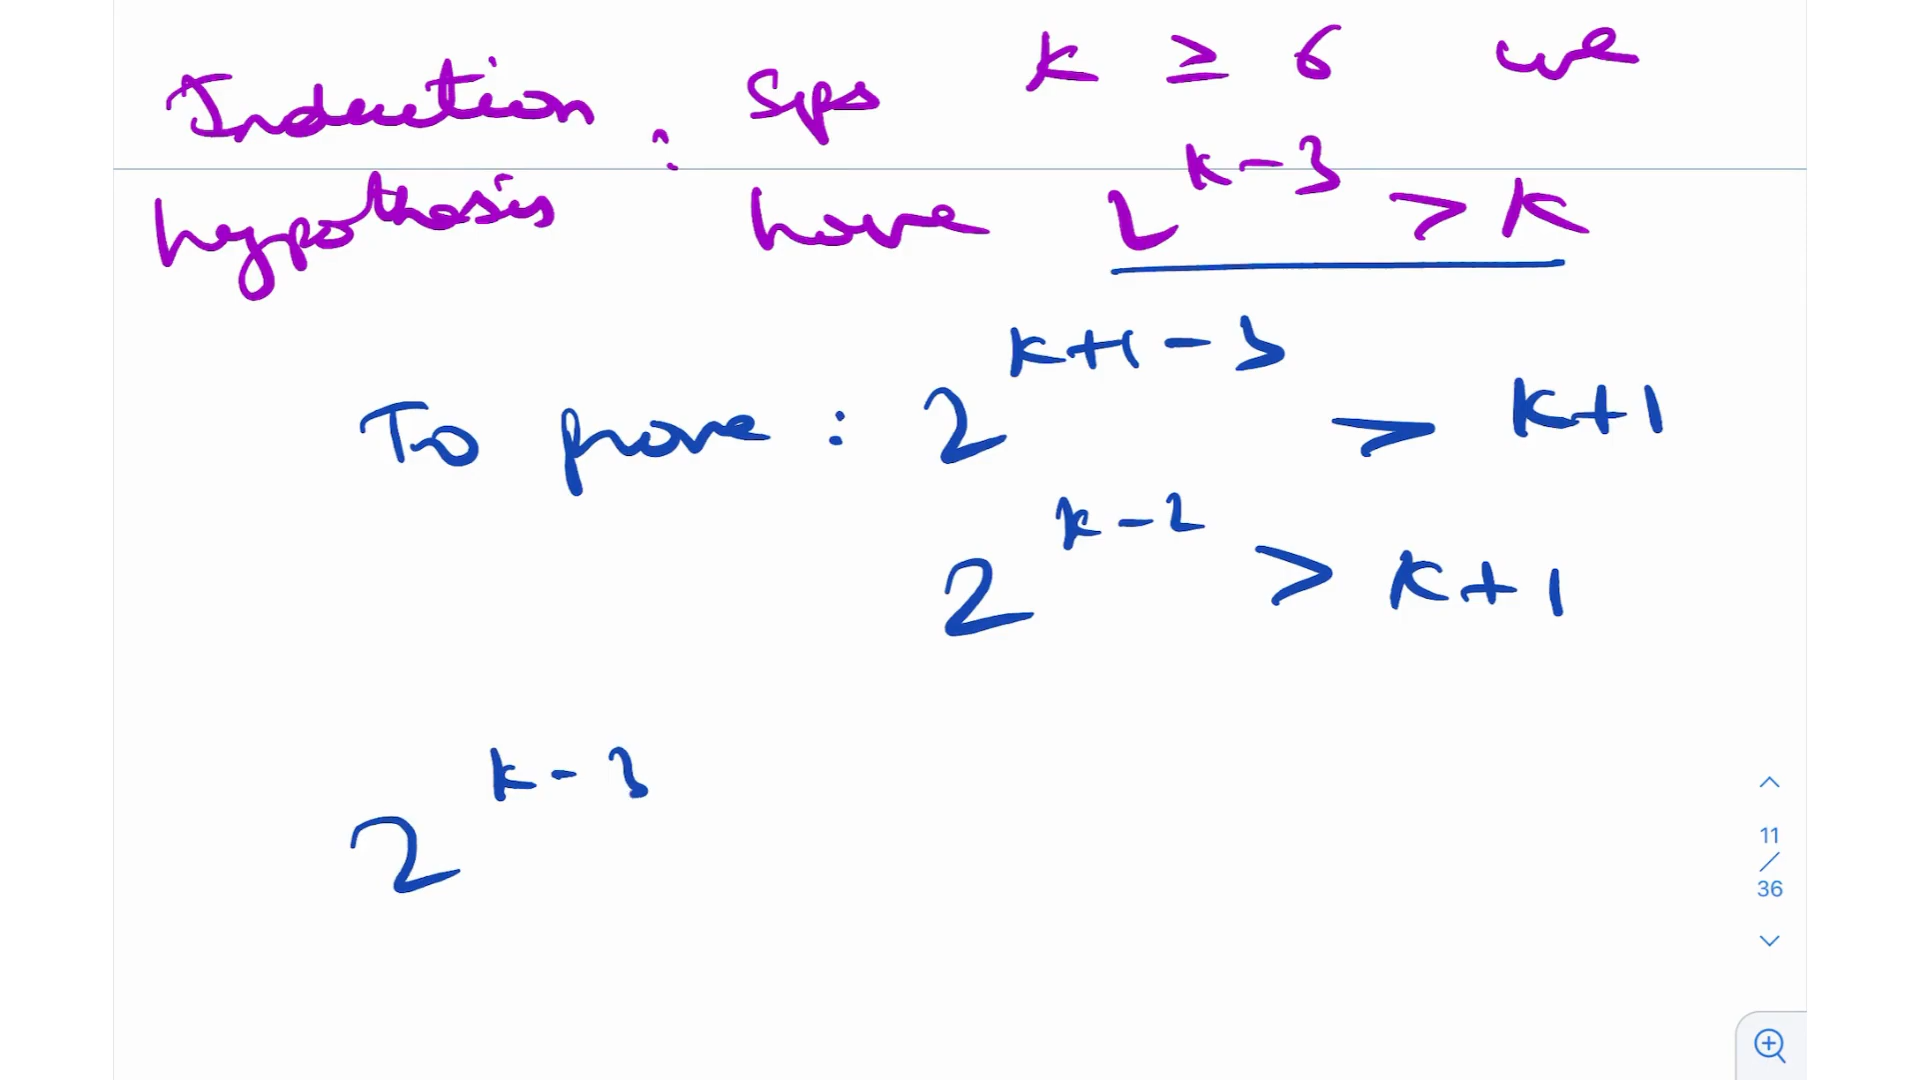 Induction : Sps k ≥ 6 we
hypothesis have 2^{k-3} > k
To prove : 2^{k+1-3} > k+1
2^{k-2} > k+1
2^{k-3}
11
/
36